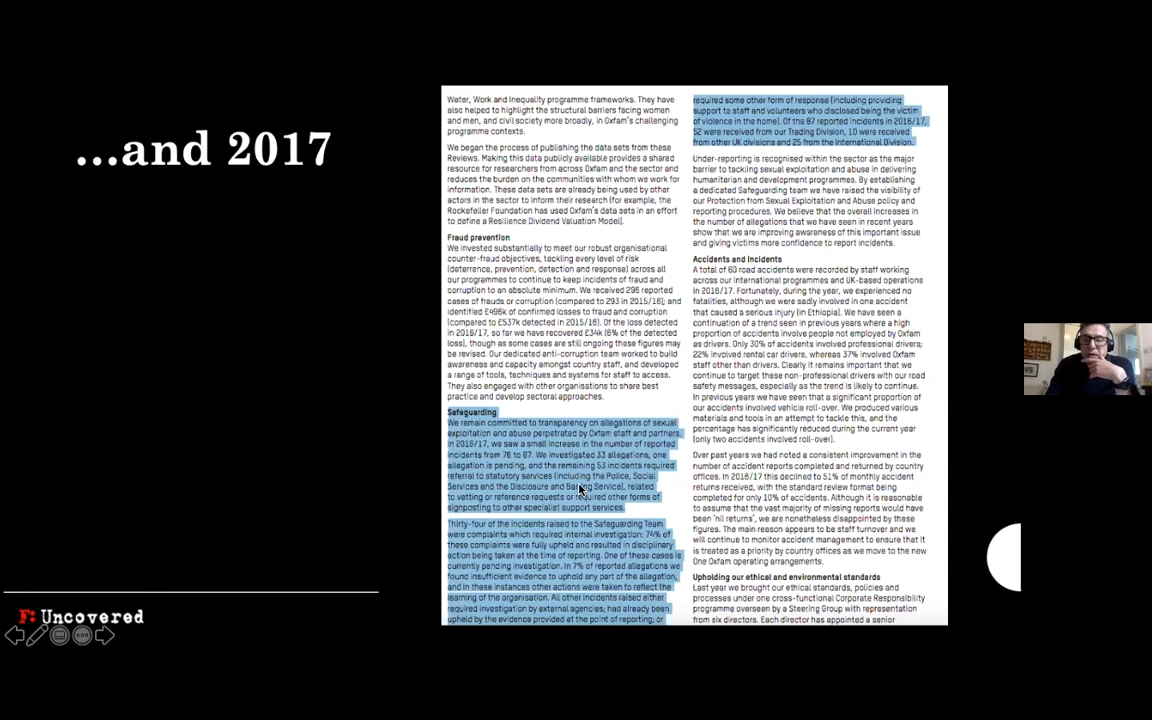 ...and 2017
Water, Work and Inequality programme frameworks. They have
also helped to highlight the structural barriers facing women
and men, and civil society more broadly, in Oxfam's challenging
programme contexts.
We began the process of publishing the data sets from these
Reviews. Making this data publicly available provides a shared
resource for researchers from across Oxfam and the sector and
reduces the burden on the communities with whom we work for
information. These data sets are already being used by other
actors in the sector to inform their research (for example, the
Rockefeller Foundation has used Oxfam's data sets in an effort
to define a Resilience Dividend Valuation Model).
Fraud prevention
We invested substantially to meet our robust organisational
counter-fraud objectives, tackling every level of risk
(deterrence, prevention, detection and response) across all
our programmes to continue to keep incidents of fraud and
corruption to an absolute minimum. We received 296 reported
cases of frauds or corruption (compared to 293 in 2015/16); and
identified £496k of confirmed losses to fraud and corruption
(compared to £537k detected in 2015/16). Of the loss detected
in 2016/17, so far we have recovered £34k (6% of the detected
loss), though as some cases are still ongoing these figures may
be revised. Our dedicated anti-corruption team worked to build
awareness and capacity amongst country staff, and developed
a range of tools, techniques and systems for staff to access.
They also engaged with other organisations to share best
practice and develop sectoral approaches.
Safeguarding
We remain committed to transparency on allegations of sexual
exploitation and abuse perpetrated by Oxfam staff and partners.
In 2016/17, we saw a small increase in the number of reported
incidents from 76 to 87. We investigated 33 allegations, one
allegation is pending, and the remaining 53 incidents required
referral to statutory services (including the Police, Social
Services and the Disclosure and Barring Service), related
to vetting or reference requests or required other forms of
signposting to other specialist support services.
Thirty-four of the incidents raised to the Safeguarding Team
were complaints which required internal investigation: 74% of
these complaints were fully upheld and resulted in disciplinary
action being taken at the time of reporting. One of these cases is
currently pending investigation. In 7% of reported allegations we
found insufficient evidence to uphold any part of the allegation,
and in these instances other actions were taken to reflect the
learning of the organisation. All other incidents raised either
required investigation by external agencies; had already been
upheld by the evidence provided at the point of reporting; or
required some other form of response (including providing
support to staff and volunteers who disclosed being the victim
of violence in the home). Of the 87 reported incidents in 2016/17,
52 were received from our Trading Division, 10 were received
from other UK divisions and 25 from the International Division.
Under-reporting is recognised within the sector as the major
barrier to tackling sexual exploitation and abuse in delivering
humanitarian and development programmes. By establishing
a dedicated Safeguarding team we have raised the visibility of
our Protection from Sexual Exploitation and Abuse policy and
reporting procedures. We believe that the overall increases in
the number of allegations that we have seen in recent years
show that we are improving awareness of this important issue
and giving victims more confidence to report incidents.
Accidents and incidents
A total of 60 road accidents were recorded by staff working
across our international programmes and UK-based operations
in 2016/17. Fortunately, during the year, we experienced no
fatalities, although we were sadly involved in one accident
that caused a serious injury (in Ethiopia). We have seen a
continuation of a trend seen in previous years where a high
proportion of accidents involve people not employed by Oxfam
as drivers. Only 30% of accidents involved professional drivers;
22% involved rental car drivers, whereas 37% involved Oxfam
staff other than drivers. Clearly it remains important that we
continue to target these non-professional drivers with our road
safety messages, especially as the trend is likely to continue.
In previous years we have seen that a significant proportion of
our accidents involved vehicle roll-over. We produced various
materials and tools in an attempt to tackle this, and the
percentage has significantly reduced during the current year
(only two accidents involved roll-over).
Over past years we had noted a consistent improvement in the
number of accident reports completed and returned by country
offices. In 2016/17 this declined to 51% of monthly accident
returns received, with the standard review format being
completed for only 10% of accidents. Although it is reasonable
to assume that the vast majority of missing reports would have
been 'nil returns', we are nonetheless disappointed by these
figures. The main reason appears to be staff turnover and we
will continue to monitor accident management to ensure that it
is treated as a priority by country offices as we move to the new
One Oxfam operating arrangements.
Upholding our ethical and environmental standards
Last year we brought our ethical standards, policies and
processes under one cross-functional Corporate Responsibility
programme overseen by a Steering Group with representation
from six directors. Each director has appointed a senior
F: Uncovered